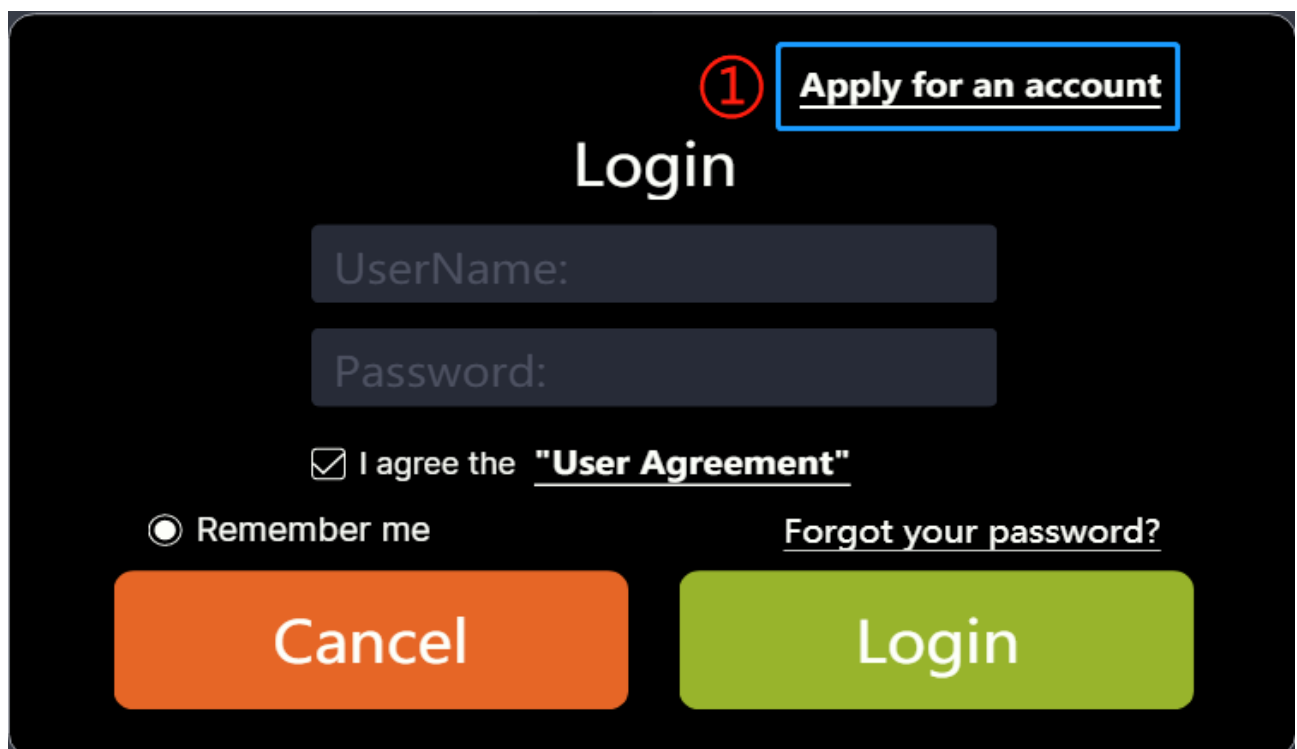 ① Apply for an account
Login
UserName:
Password:
I agree the "User Agreement"
Remember me Forgot your password?
Cancel Login